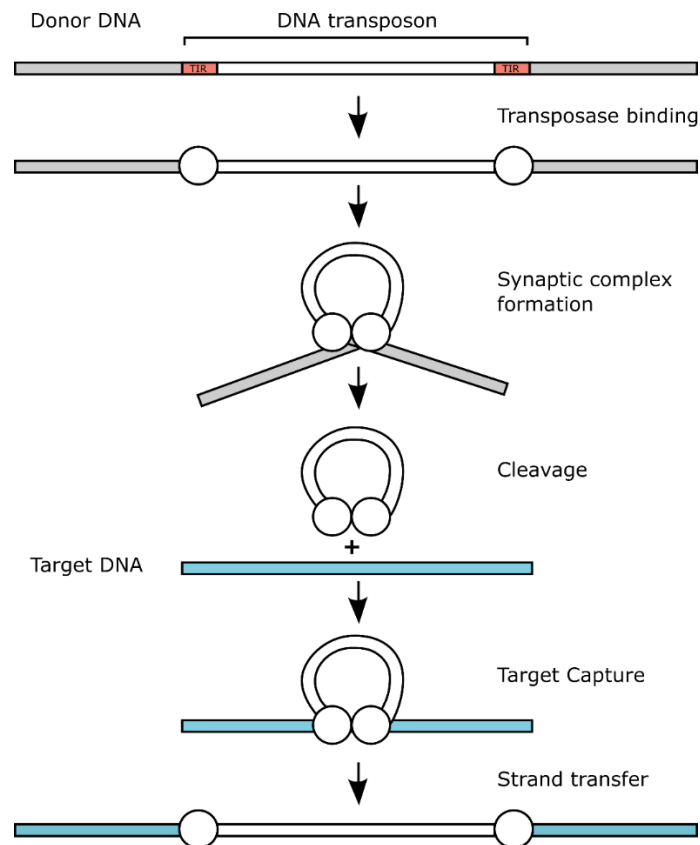 Donor DNA
DNA transposon
TIR
TIR
Transposase binding
Synaptic complex
formation
Cleavage
+
Target DNA
Target Capture
Strand transfer